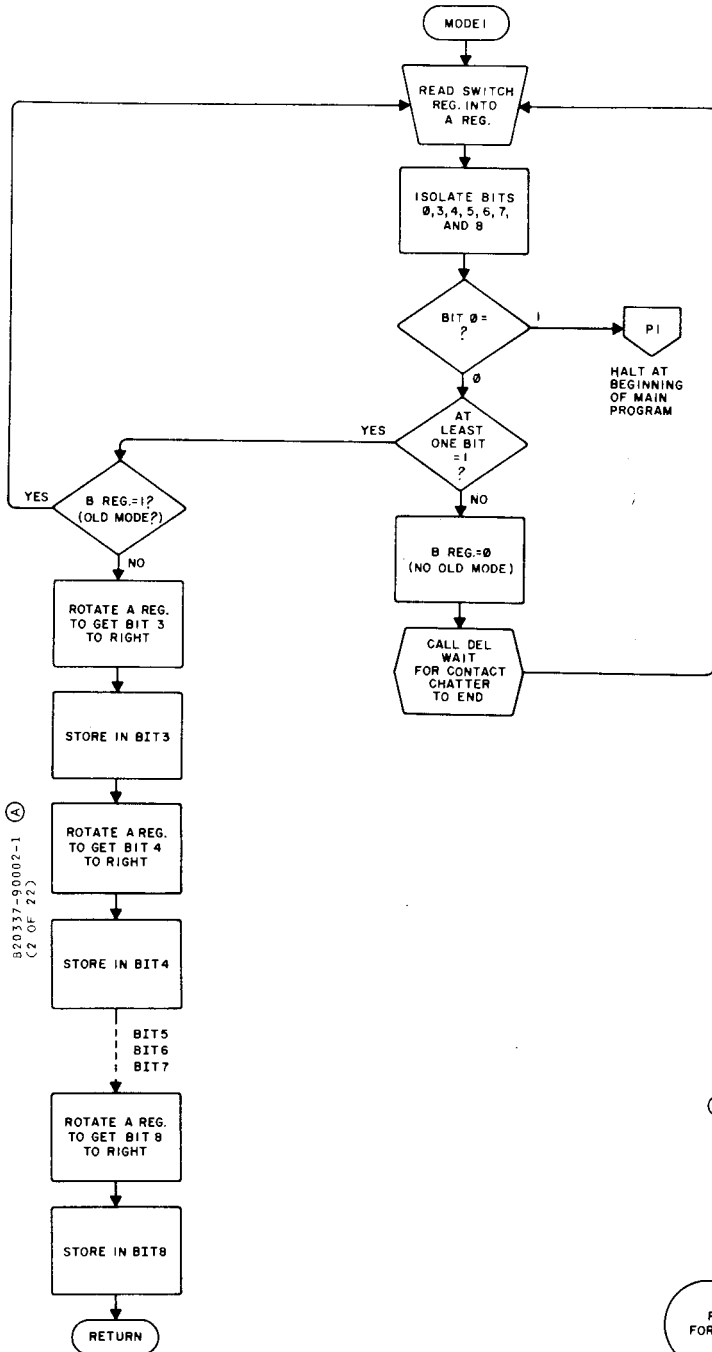 MODE1
READ SWITCH
REG. INTO
A REG.
ISOLATE BITS
Ø,3,4,5,6,7,
AND 8
BIT Ø =
?
1
P1
HALT AT
BEGINNING
OF MAIN
PROGRAM
Ø
AT
LEAST
ONE BIT
=1
?
YES
NO
B REG.=Ø
(NO OLD MODE)
CALL DEL
WAIT
FOR CONTACT
CHATTER
TO END
B REG.=1?
(OLD MODE?)
YES
NO
ROTATE A REG.
TO GET BIT 3
TO RIGHT
STORE IN BIT3
ROTATE A REG.
TO GET BIT 4
TO RIGHT
STORE IN BIT4
BIT5
BIT6
BIT7
ROTATE A REG.
TO GET BIT 8
TO RIGHT
STORE IN BIT8
RETURN
B20337-90002-1 A
(2 OF 22)
FOR